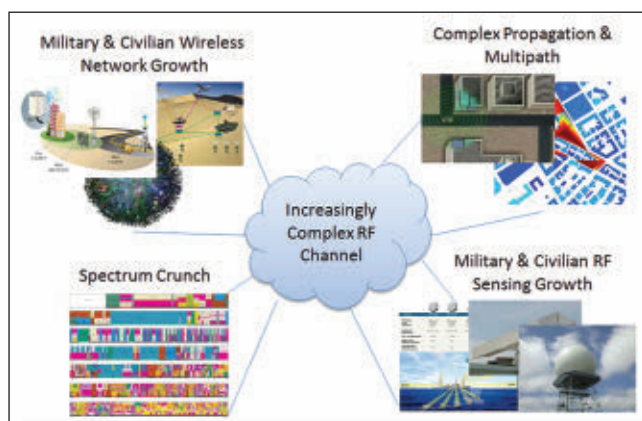 Military & Civilian Wireless
Network Growth
Complex Propagation &
Multipath
Increasingly
Complex RF
Channel
Spectrum Crunch
Military & Civilian RF
Sensing Growth